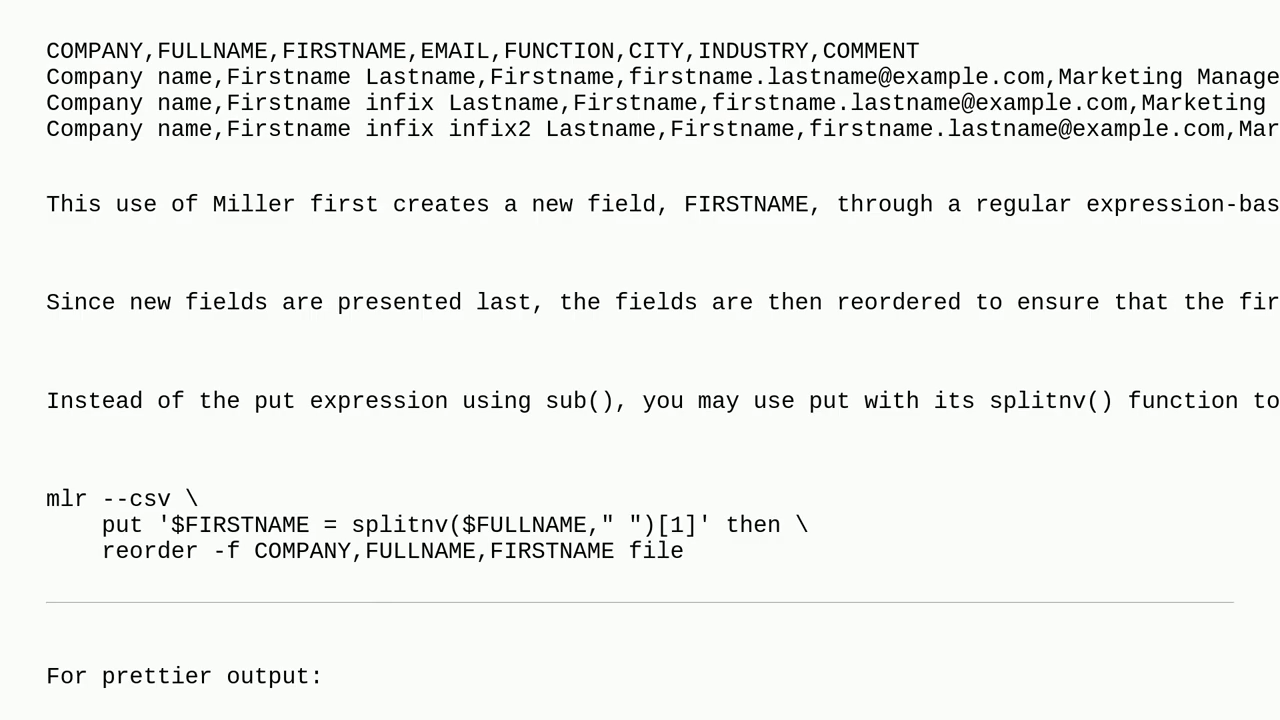 COMPANY,FULLNAME,FIRSTNAME,EMAIL,FUNCTION,CITY,INDUSTRY,COMMENT
Company name,Firstname Lastname,Firstname,firstname.lastname@example.com,Marketing Manage
Company name,Firstname infix Lastname,Firstname,firstname.lastname@example.com,Marketing
Company name,Firstname infix infix2 Lastname,Firstname,firstname.lastname@example.com,Mar
This use of Miller first creates a new field, FIRSTNAME, through a regular expression-bas
Since new fields are presented last, the fields are then reordered to ensure that the fir
Instead of the put expression using sub(), you may use put with its splitnv() function to
mlr --csv \
    put '$FIRSTNAME = splitnv($FULLNAME," ")[1]' then \
    reorder -f COMPANY,FULLNAME,FIRSTNAME file
For prettier output: